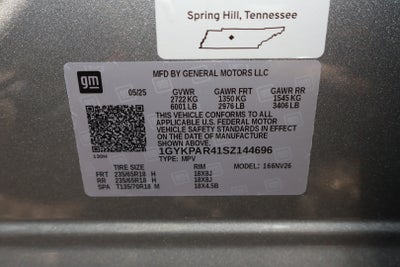 Spring Hill, Tennessee
gm
MFD BY GENERAL MOTORS LLC
05/25 GVWR GAWR FRT GAWR RR
2722 KG 1350 KG 1545 KG
6001 LB 2976 LB 3406 LB
THIS VEHICLE CONFORMS TO ALL
APPLICABLE U.S. FEDERAL MOTOR
VEHICLE SAFETY STANDARDS IN EFFECT
ON THE DATE OF MANUFACTURE
SHOWN ABOVE.
1GYKPAR41SZ144696
TYPE: MPV MODEL: 166NV26
TIRE SIZE RIM
FRT 235/65R18 H 18X8J
RR 235/65R18 H 18X8J
SPA T135/70R18 M 18X4.5B